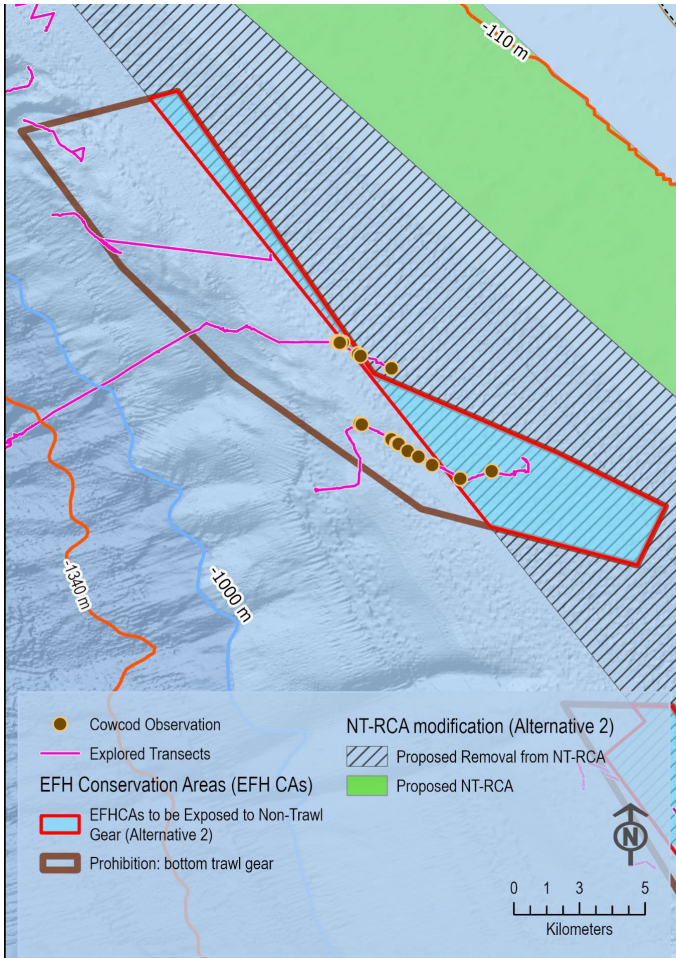 -110 m
-1340 m
-1000 m
Cowcod Observation
Explored Transects
EFH Conservation Areas (EFH CAs)
EFHCAs to be Exposed to Non-Trawl
Gear (Alternative 2)
Prohibition: bottom trawl gear
NT-RCA modification (Alternative 2)
Proposed Removal from NT-RCA
Proposed NT-RCA
N
0 1 3 5
Kilometers